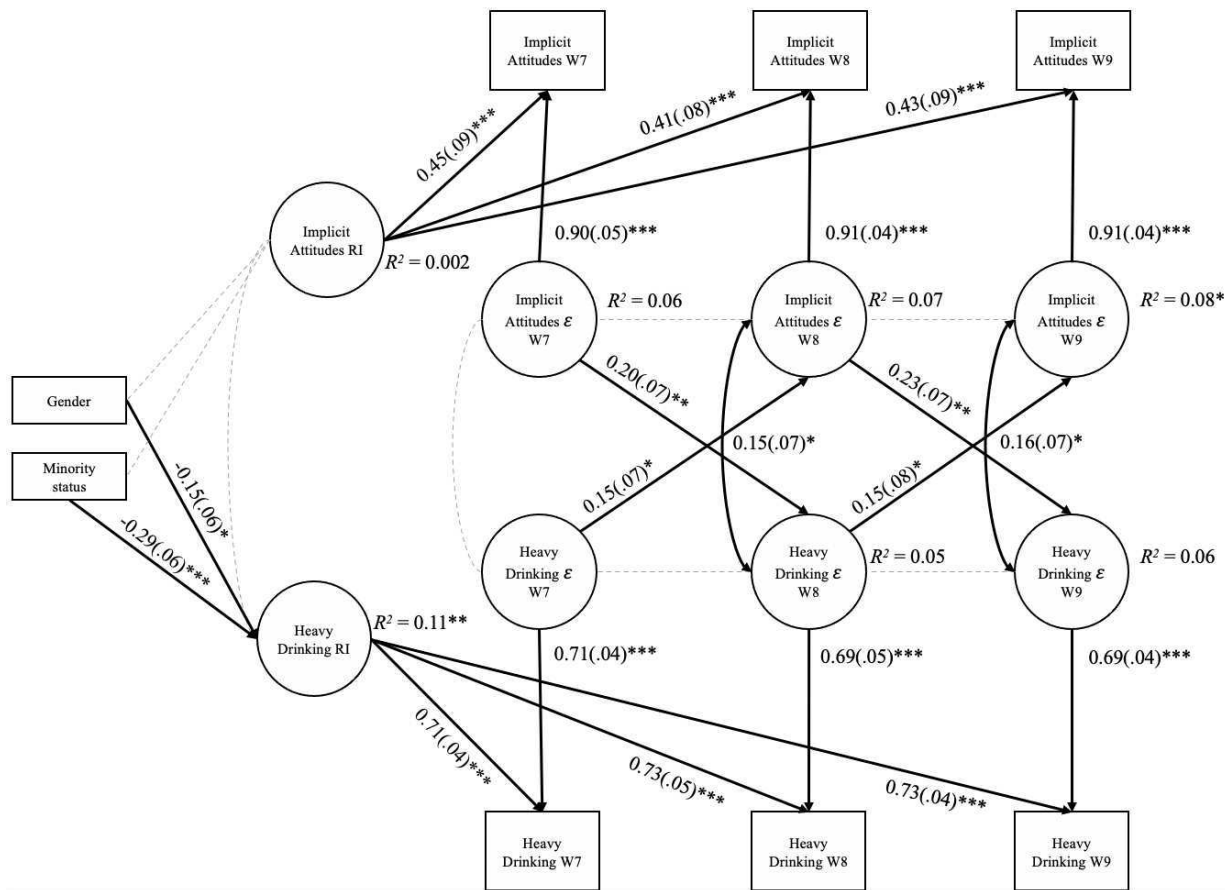 Implicit
Attitudes W7
Implicit
Attitudes W8
Implicit
Attitudes W9
0.45(.09)***
0.41(.08)***
0.43(.09)***
Implicit
Attitudes RI
R² = 0.002
0.90(.05)***
0.91(.04)***
0.91(.04)***
Implicit
Attitudes ε
W7
R² = 0.06
Implicit
Attitudes ε
W8
R² = 0.07
Implicit
Attitudes ε
W9
R² = 0.08*
Gender
Minority
status
-0.15(.06)*
-0.29(.06)***
0.20(.07)**
0.23(.07)**
0.15(.07)*
0.15(.07)*
0.15(.08)*
0.16(.07)*
Heavy
Drinking ε
W7
Heavy
Drinking ε
W8
R² = 0.05
Heavy
Drinking ε
W9
R² = 0.06
Heavy
Drinking RI
R² = 0.11**
0.71(.04)***
0.69(.05)***
0.69(.04)***
0.71(.04)***
0.73(.05)***
0.73(.04)***
Heavy
Drinking W7
Heavy
Drinking W8
Heavy
Drinking W9